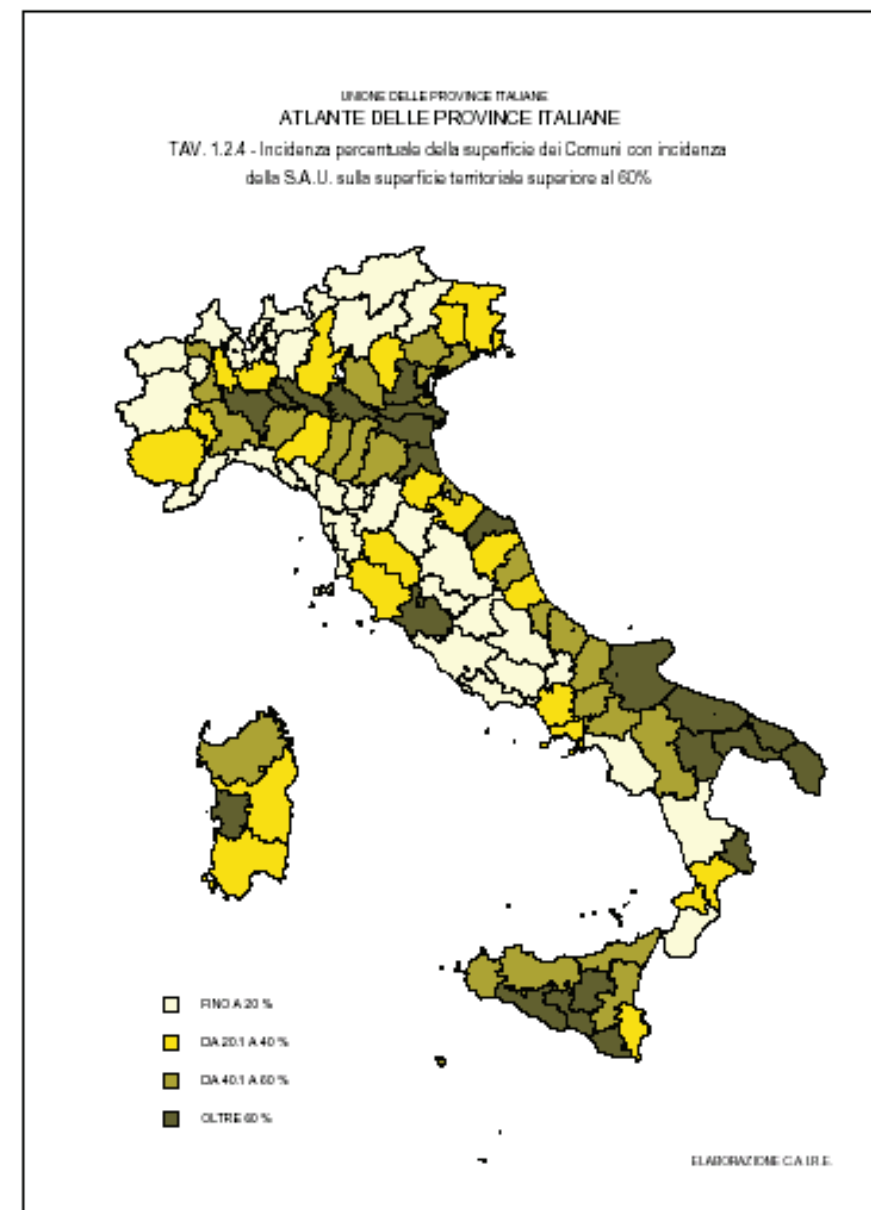 UNIONE DELLE PROVINCE ITALIANE
ATLANTE DELLE PROVINCE ITALIANE
TAV. 1.2.4 - Incidenza percentuale della superficie dei Comuni con incidenza
della S.A.U. sulla superficie territoriale superiore al 60%
FINO A 20 %
DA 20.1 A 40 %
DA 40.1 A 60 %
OLTRE 60 %
ELABORAZIONE C.A.I.R.E.